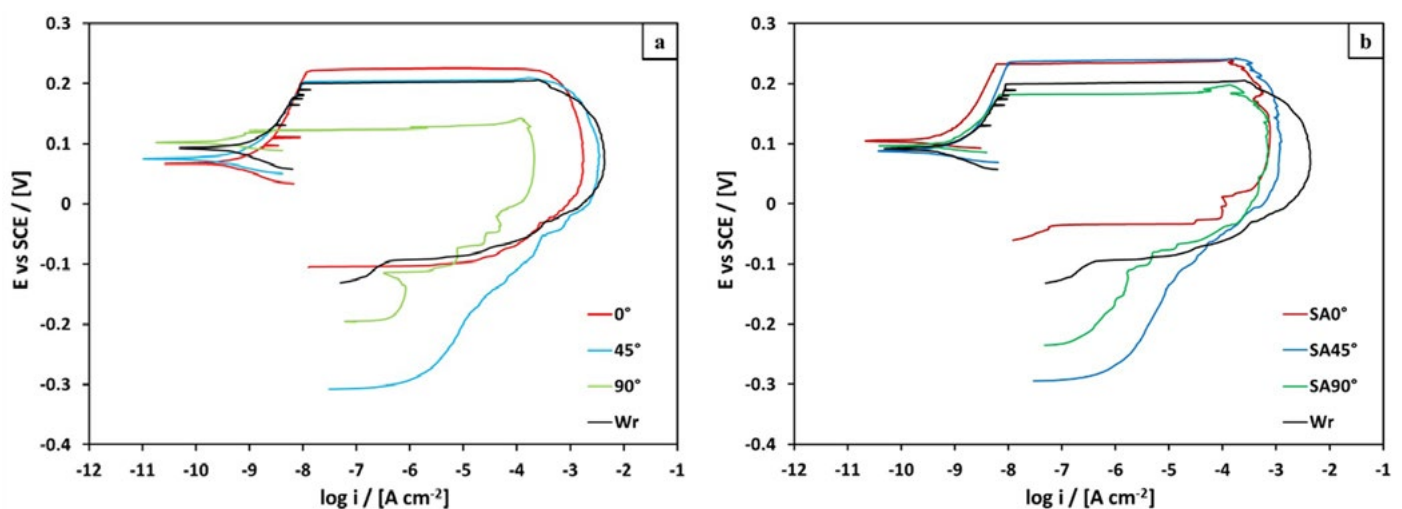 a
0.3
0.2
0.1
0
-0.1
-0.2
-0.3
-0.4
E vs SCE / [V]
0°
45°
90°
Wr
-12 -11 -10 -9 -8 -7 -6 -5 -4 -3 -2 -1
log i / [A cm-2]
b
0.3
0.2
0.1
0
-0.1
-0.2
-0.3
-0.4
E vs SCE / [V]
SA0°
SA45°
SA90°
Wr
-12 -11 -10 -9 -8 -7 -6 -5 -4 -3 -2 -1
log i / [A cm-2]